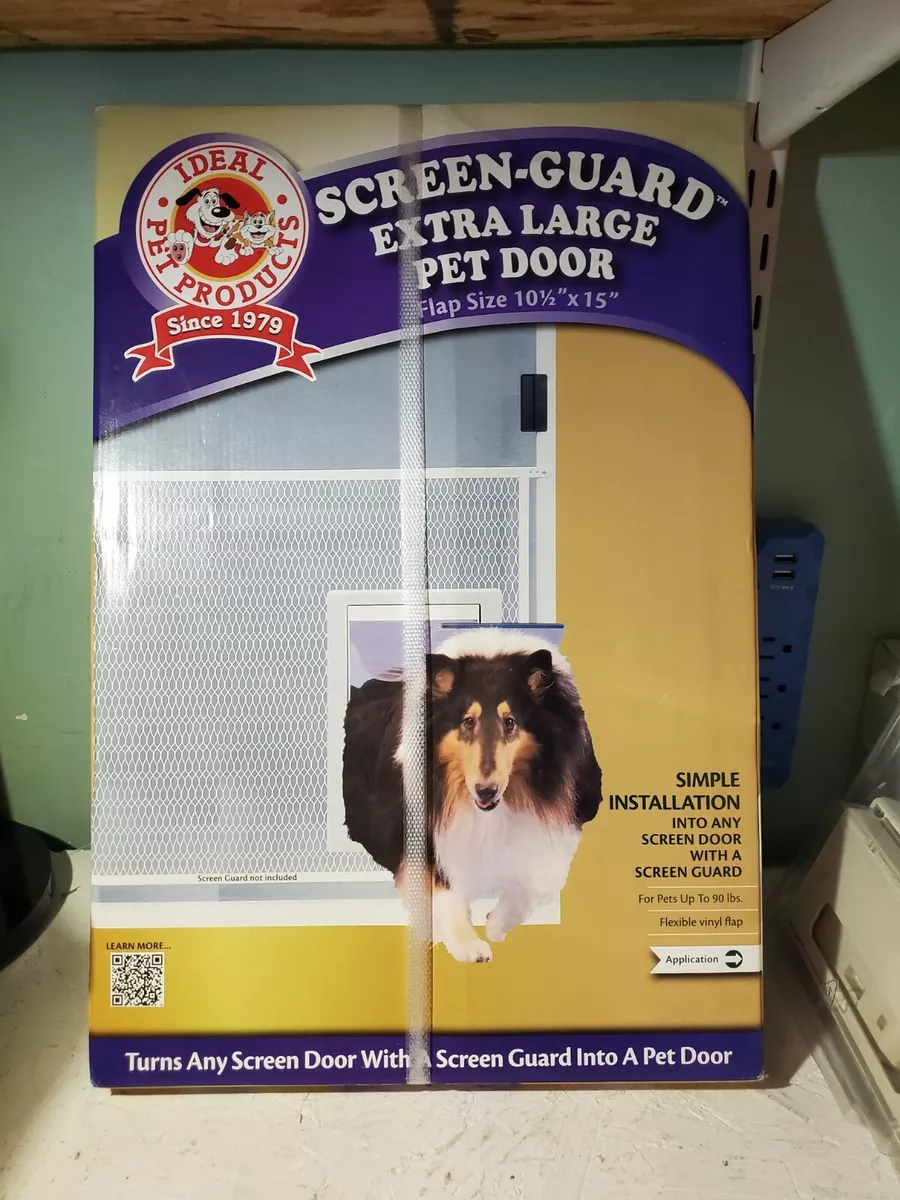 IDEAL
PET PRODUCTS
Since 1979
SCREEN-GUARD™
EXTRA LARGE
PET DOOR
Flap Size 10½"x 15"
SIMPLE
INSTALLATION
INTO ANY
SCREEN DOOR
WITH A
SCREEN GUARD
For Pets Up To 90 lbs.
Flexible vinyl flap
Application
Screen Guard not included
LEARN MORE...
Turns Any Screen Door With A Screen Guard Into A Pet Door